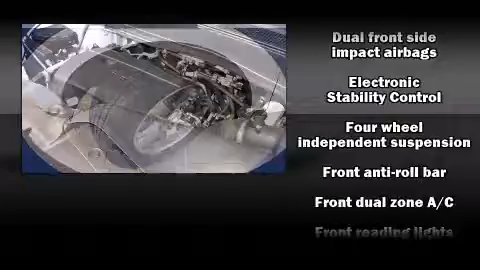 Dual front side
impact airbags
Electronic
Stability Control
Four wheel
independent suspension
Front anti-roll bar
Front dual zone A/C
Front reading lights